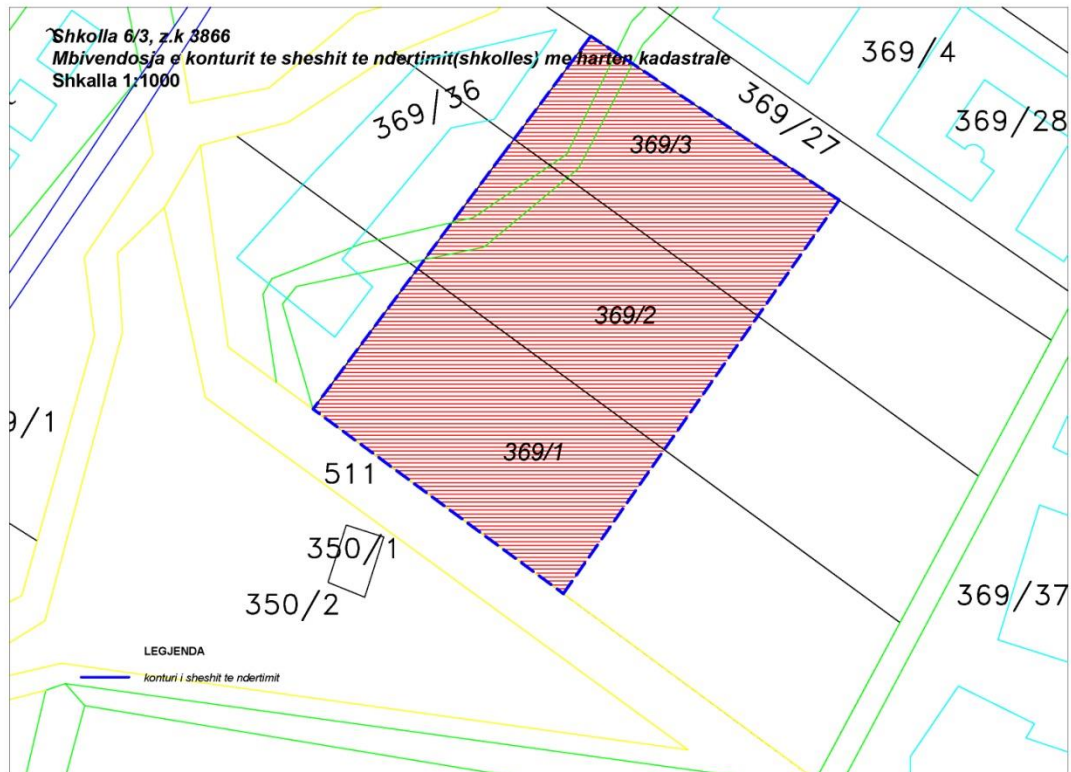 Shkolla 6/3, z.k 3866
Mbivendosja e konturit te sheshit te ndertimit(shkolles) me harten kadastrale
Shkalla 1:1000
369/4
369/36
369/27
369/28
369/3
369/2
9/1
369/1
511
350/1
350/2
369/37
LEGJENDA
konturi i sheshit te ndertimit